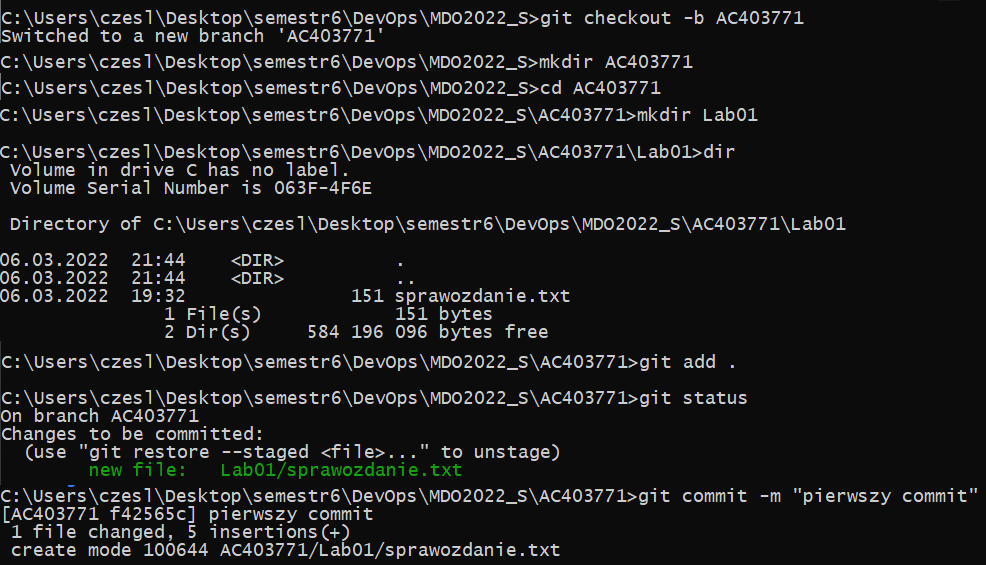 C:\Users\czesl\Desktop\semestr6\DevOps\MDO2022_S>git checkout -b AC403771
Switched to a new branch 'AC403771'
C:\Users\czesl\Desktop\semestr6\DevOps\MDO2022_S>mkdir AC403771
C:\Users\czesl\Desktop\semestr6\DevOps\MDO2022_S>cd AC403771
C:\Users\czesl\Desktop\semestr6\DevOps\MDO2022_S\AC403771>mkdir Lab01
C:\Users\czesl\Desktop\semestr6\DevOps\MDO2022_S\AC403771\Lab01>dir
 Volume in drive C has no label.
 Volume Serial Number is 063F-4F6E
 Directory of C:\Users\czesl\Desktop\semestr6\DevOps\MDO2022_S\AC403771\Lab01
06.03.2022  21:44    <DIR>          .
06.03.2022  21:44    <DIR>          ..
06.03.2022  19:32               151 sprawozdanie.txt
               1 File(s)            151 bytes
               2 Dir(s)     584 196 096 bytes free
C:\Users\czesl\Desktop\semestr6\DevOps\MDO2022_S\AC403771>git add .
C:\Users\czesl\Desktop\semestr6\DevOps\MDO2022_S\AC403771>git status
On branch AC403771
Changes to be committed:
  (use "git restore --staged <file>..." to unstage)
        new file:   Lab01/sprawozdanie.txt
C:\Users\czesl\Desktop\semestr6\DevOps\MDO2022_S\AC403771>git commit -m "pierwszy commit"
[AC403771 f42565c] pierwszy commit
 1 file changed, 5 insertions(+)
 create mode 100644 AC403771/Lab01/sprawozdanie.txt